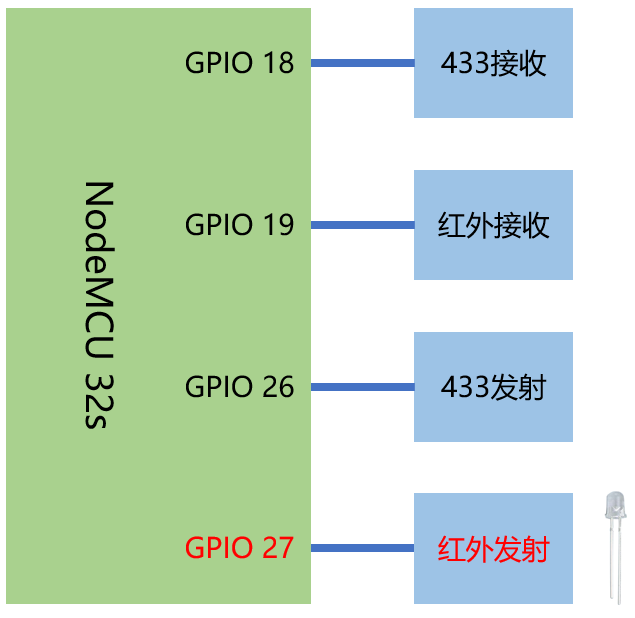 NodeMCU 32s
GPIO 18
433接收
GPIO 19
红外接收
GPIO 26
433发射
GPIO 27
红外发射